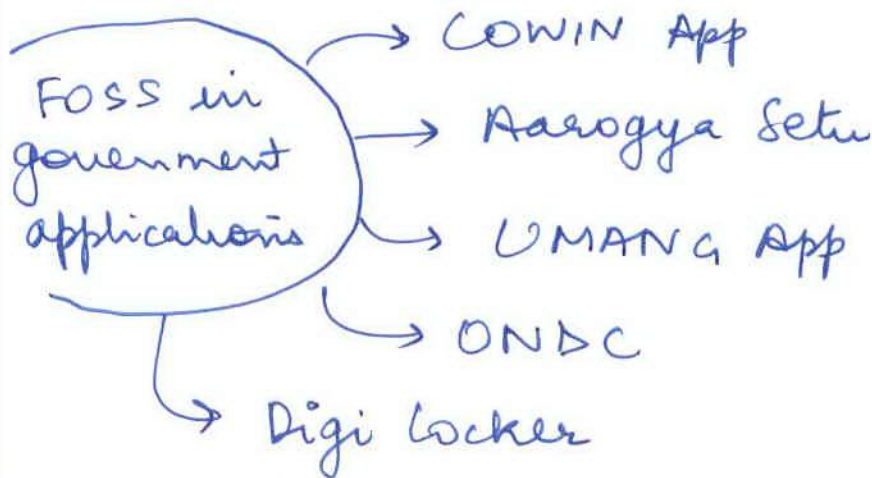 FOSS in
government
applications
COWIN App
Aarogya Setu
UMANG App
ONDC
Digi locker